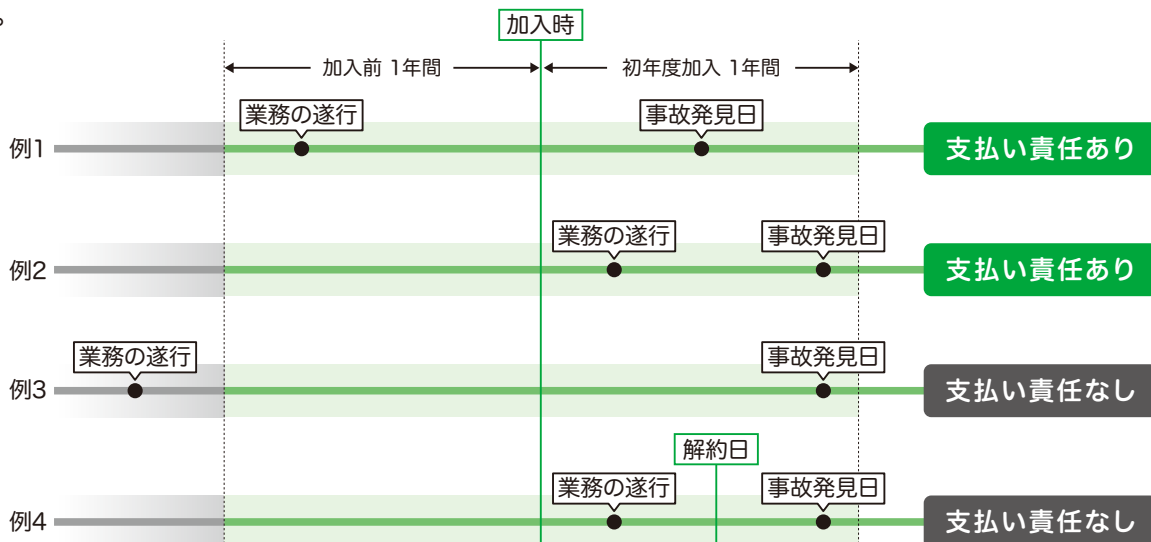 。
加入時
加入前 1年間
初年度加入 1年間
業務の遂行
事故発見日
例1
支払い責任あり
業務の遂行
事故発見日
例2
支払い責任あり
業務の遂行
事故発見日
例3
支払い責任なし
解約日
業務の遂行
事故発見日
例4
支払い責任なし